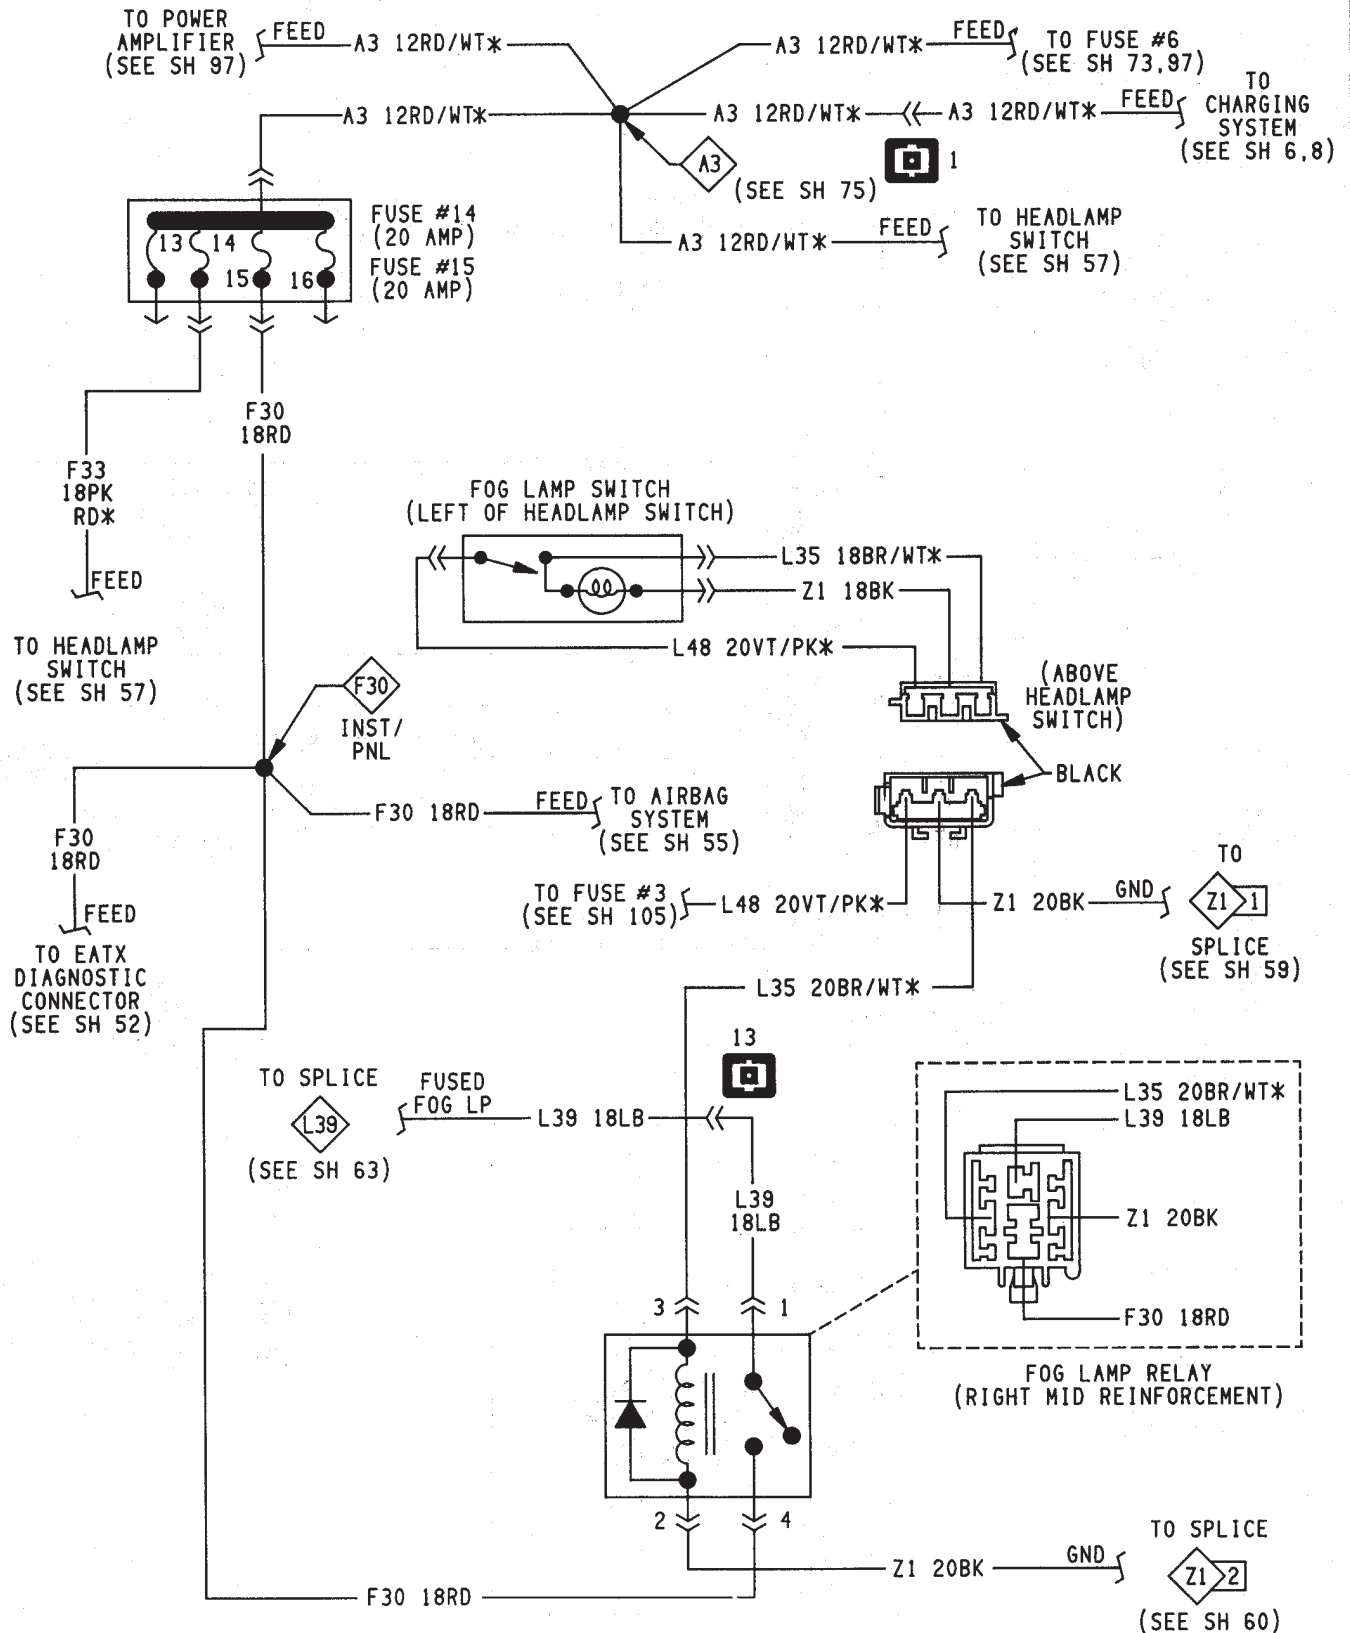 TO POWER
AMPLIFIER
(SEE SH 97)
FEED
A3 12RD/WT*
A3 12RD/WT*
FEED
TO FUSE #6
(SEE SH 73,97)
A3 12RD/WT*
A3 12RD/WT*
A3 12RD/WT*
FEED
TO
CHARGING
SYSTEM
(SEE SH 6,8)
A3
(SEE SH 75)
1
A3 12RD/WT*
FEED
TO HEADLAMP
SWITCH
(SEE SH 57)
FUSE #14
(20 AMP)
FUSE #15
(20 AMP)
13
14
15
16
F30
18RD
F33
18PK
RD*
FEED
TO HEADLAMP
SWITCH
(SEE SH 57)
FOG LAMP SWITCH
(LEFT OF HEADLAMP SWITCH)
L35 18BR/WT*
Z1 18BK
L48 20VT/PK*
(ABOVE
HEADLAMP
SWITCH)
BLACK
F30
INST/
PNL
F30 18RD
FEED
TO AIRBAG
SYSTEM
(SEE SH 55)
F30
18RD
FEED
TO EATX
DIAGNOSTIC
CONNECTOR
(SEE SH 52)
TO FUSE #3
(SEE SH 105)
L48 20VT/PK*
Z1 20BK
GND
TO
Z1
1
SPLICE
(SEE SH 59)
L35 20BR/WT*
13
TO SPLICE
L39
(SEE SH 63)
FUSED
FOG LP
L39 18LB
L39
18LB
L35 20BR/WT*
L39 18LB
Z1 20BK
F30 18RD
FOG LAMP RELAY
(RIGHT MID REINFORCEMENT)
3
1
2
4
Z1 20BK
GND
TO SPLICE
Z1
2
(SEE SH 60)
F30 18RD